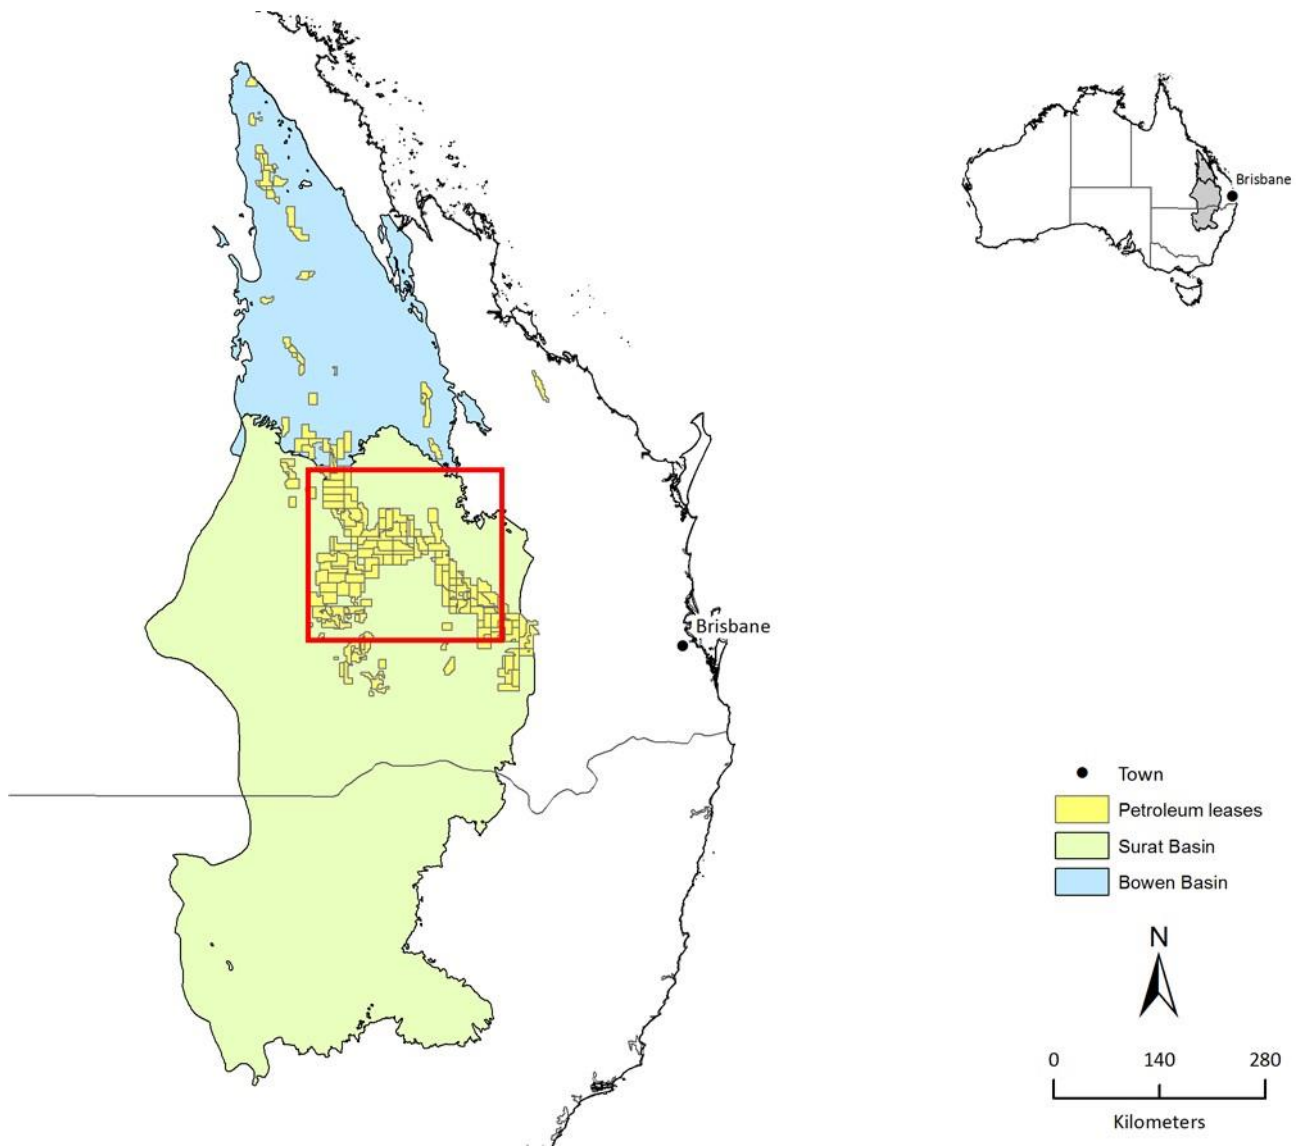 Brisbane
Brisbane
Town
Petroleum leases
Surat Basin
Bowen Basin
N
0 140 280
Kilometers